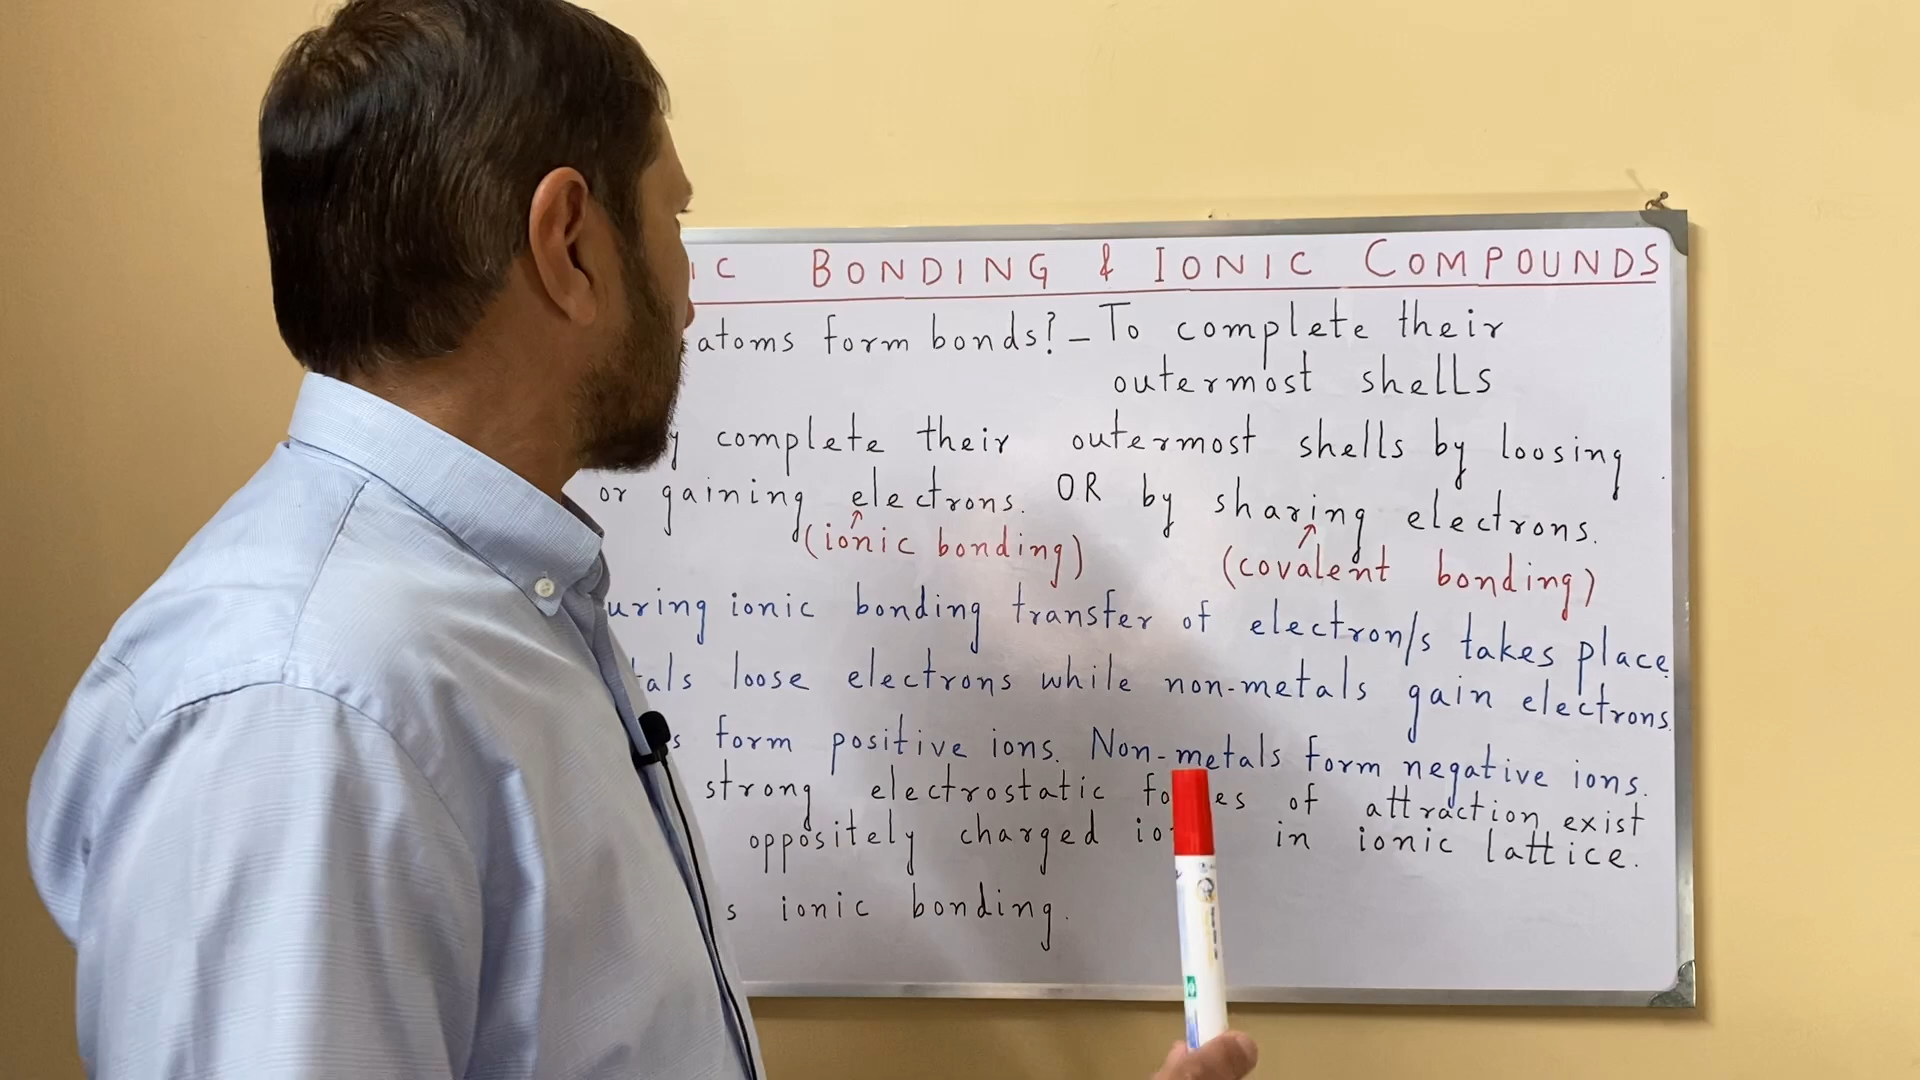 IC BONDING & IONIC COMPOUNDS
atoms form bonds? - To complete their
outermost shells
complete their outermost shells by loosing
or gaining electrons. OR by sharing electrons.
(ionic bonding) (covalent bonding)
uring ionic bonding transfer of electron/s takes place.
tals loose electrons while non-metals gain electrons.
s form positive ions. Non-metals form negative ions.
strong electrostatic of attraction exist
oppositely charged in ionic lattice.
s ionic bonding.